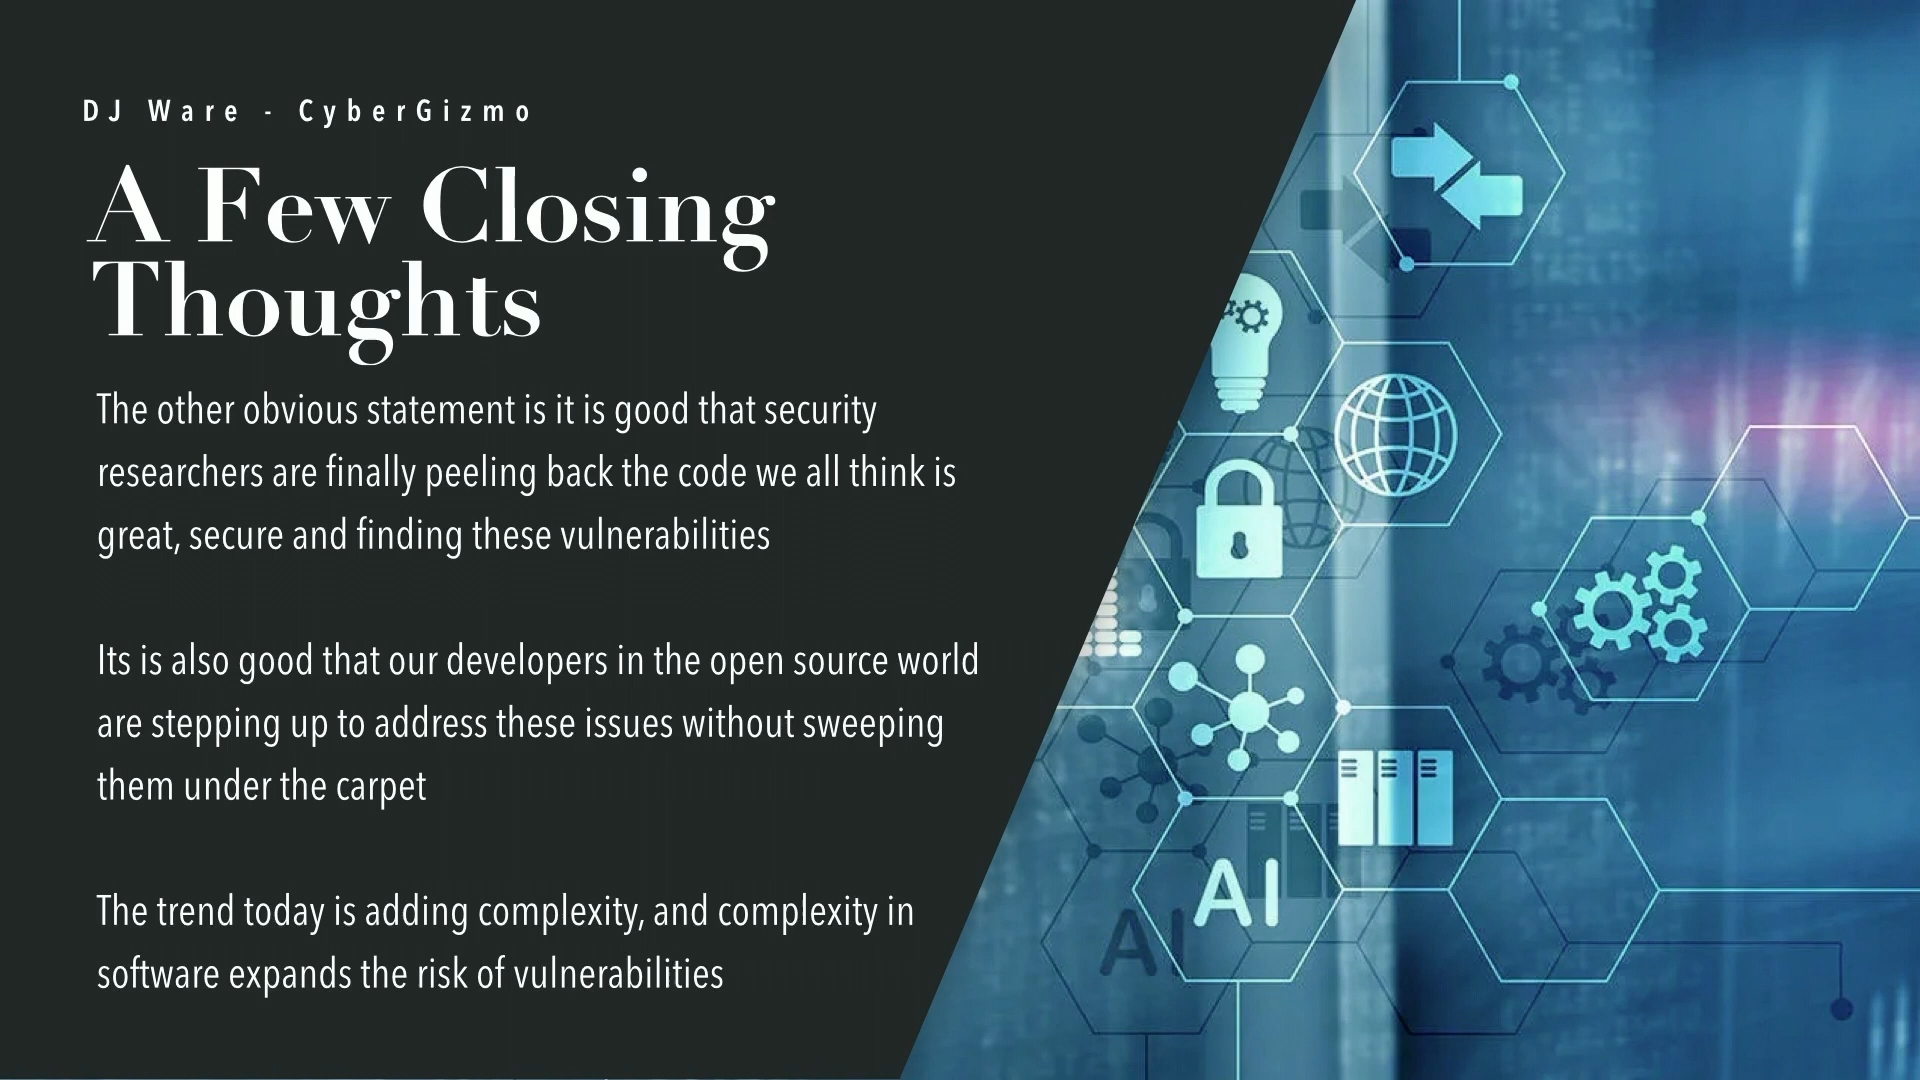 DJ Ware - CyberGizmo
A Few Closing
Thoughts
The other obvious statement is it is good that security
researchers are finally peeling back the code we all think is
great, secure and finding these vulnerabilities
Its is also good that our developers in the open source world
are stepping up to address these issues without sweeping
them under the carpet
The trend today is adding complexity, and complexity in
software expands the risk of vulnerabilities
AI
AI